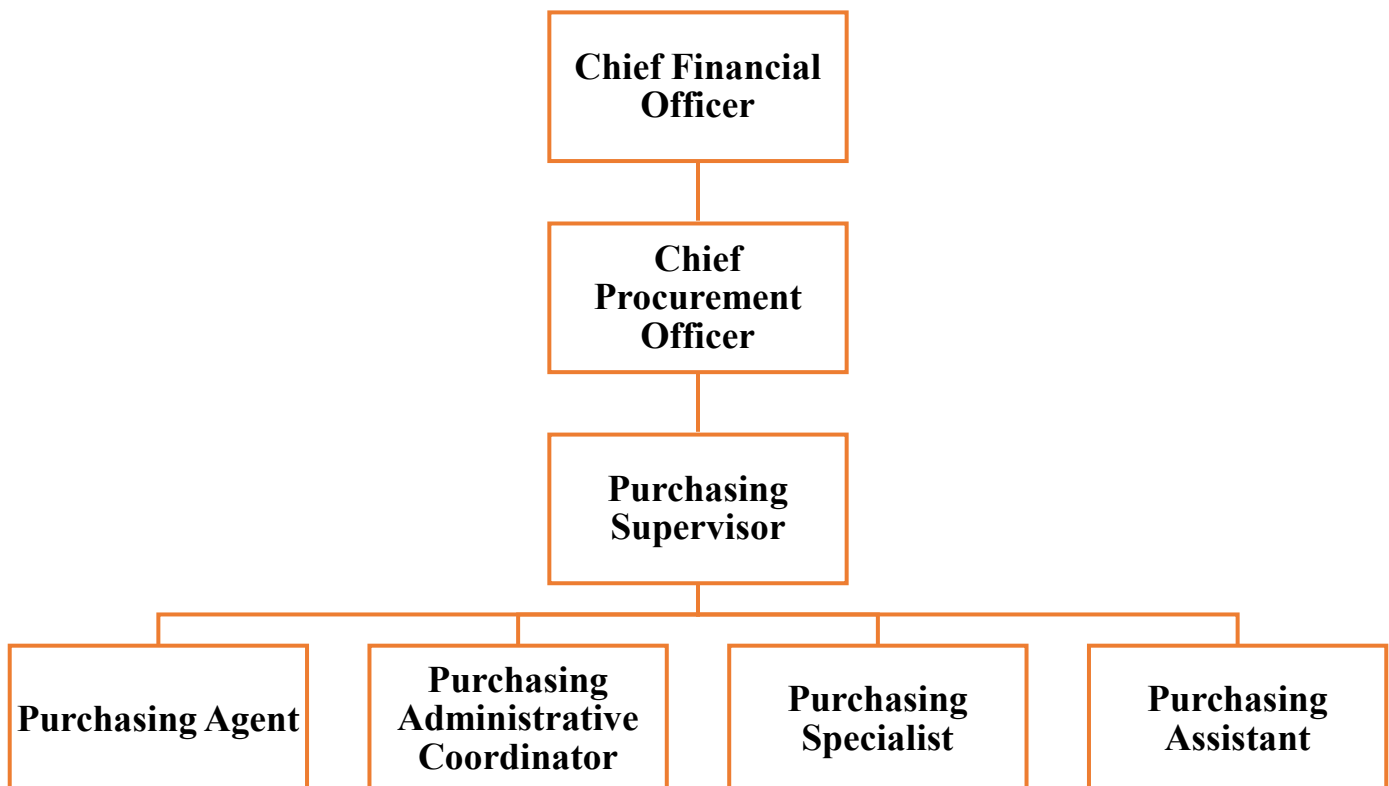 Chief Financial
Officer
Chief
Procurement
Officer
Purchasing
Supervisor
Purchasing Agent
Purchasing
Administrative
Coordinator
Purchasing
Specialist
Purchasing
Assistant